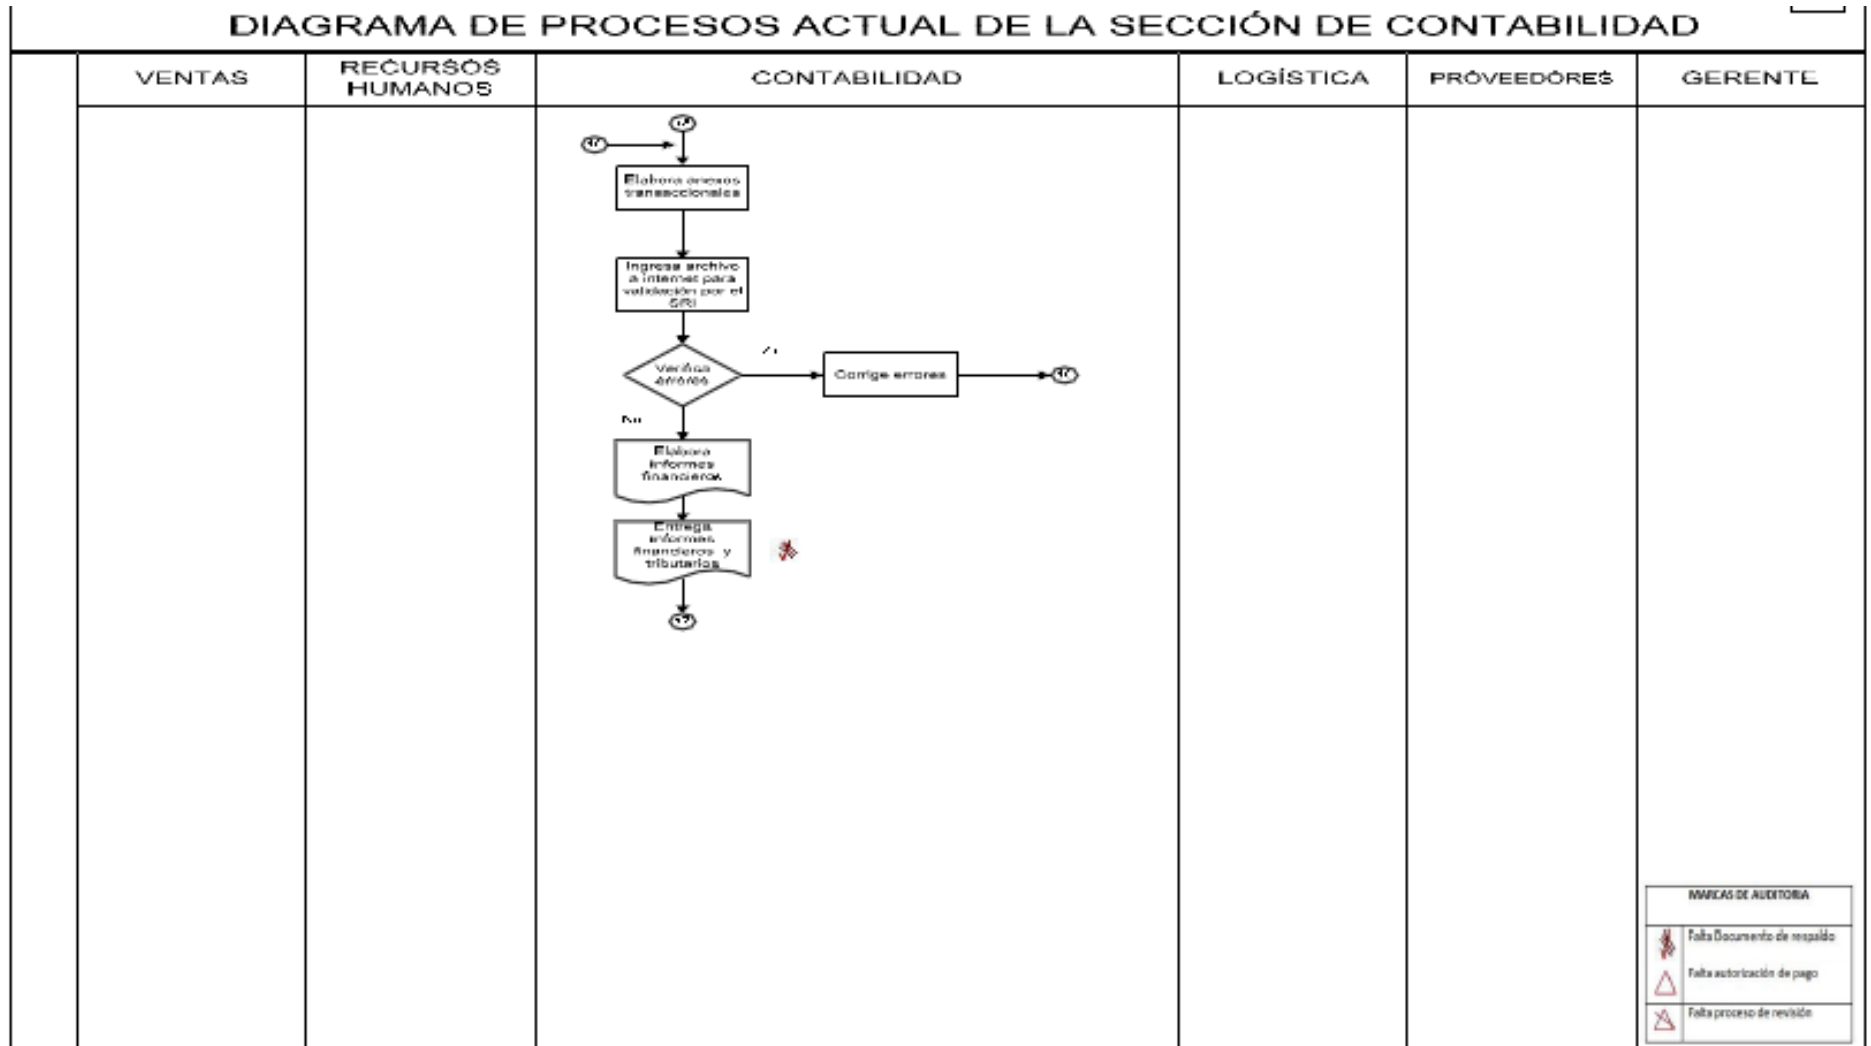 DIAGRAMA DE PROCESOS ACTUAL DE LA SECCIÓN DE CONTABILIDAD
VENTAS
RECURSOS
HUMANOS
CONTABILIDAD
LOGÍSTICA
PROVEEDORES
GERENTE
Elabora anexos
transaccionales
Ingresa archivo
a internet para
validación por el
SRI
Verifica
errores
Corrige errores
No
Elabora
informes
financieros
Entrega
informes
financieros y
tributarios
MARCAS DE AUDITORIA
Falta Documento de respaldo
Falta autorización de pago
Falta proceso de revisión